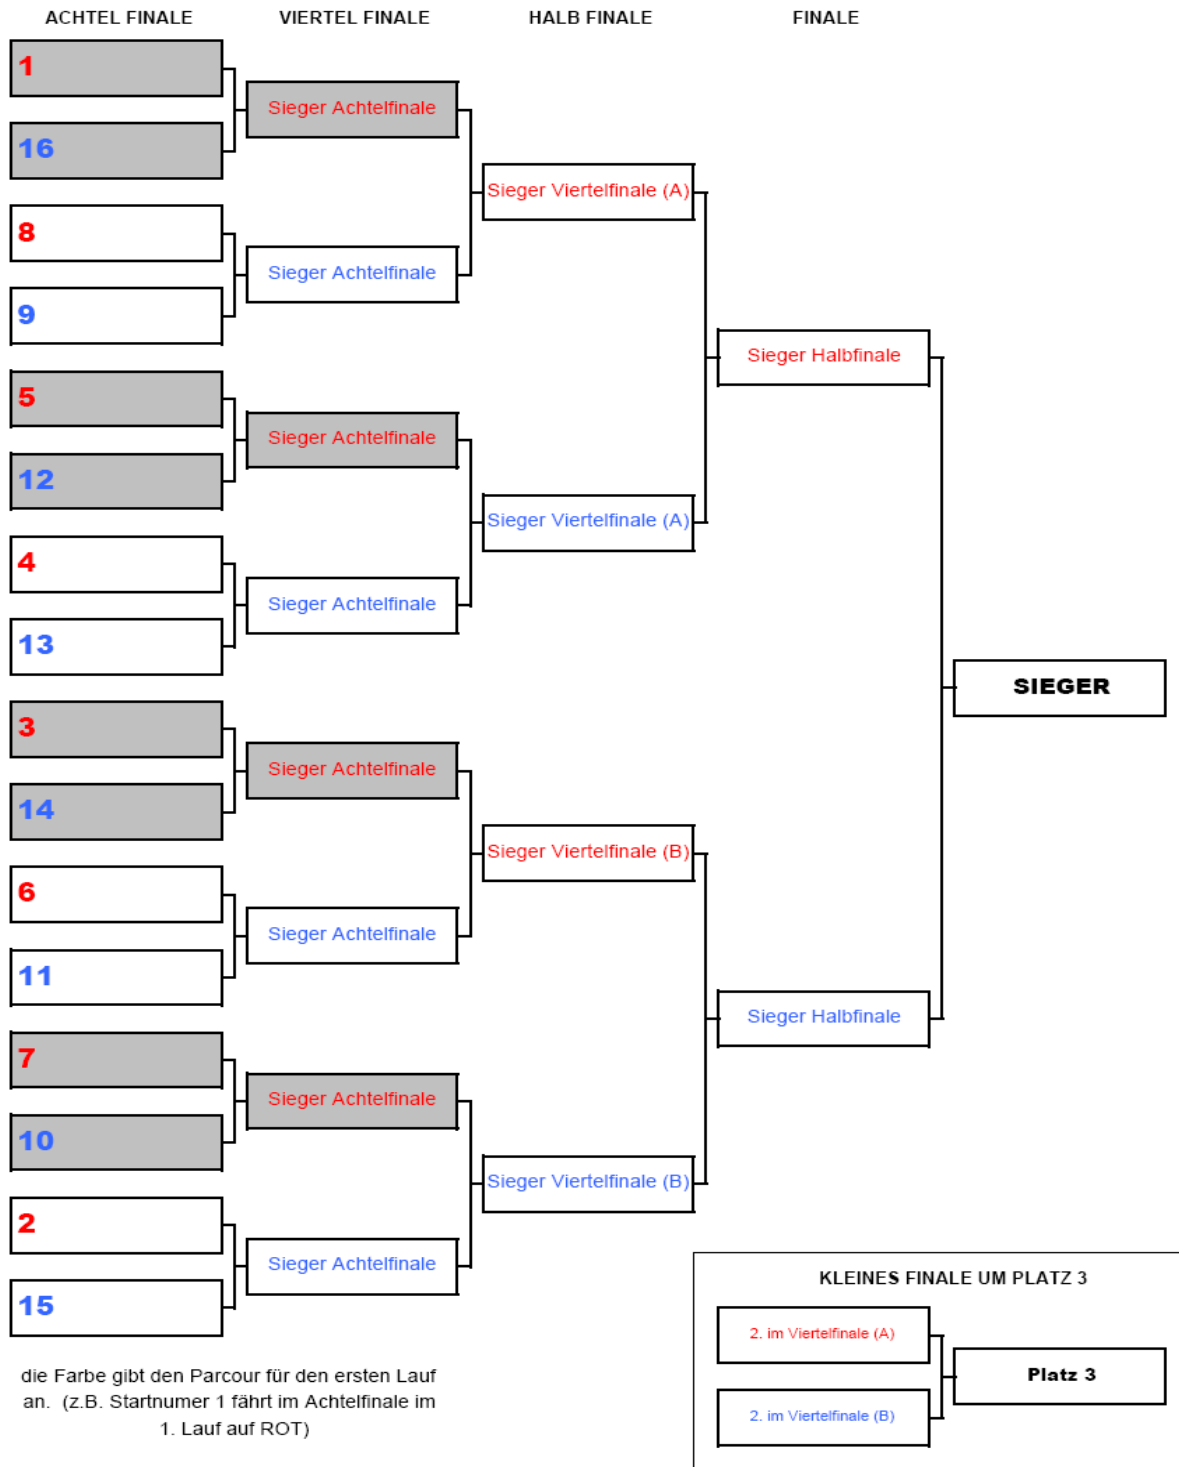 ACHTEL FINALE
VIERTEL FINALE
HALB FINALE
FINALE
1
16
8
9
5
12
4
13
3
14
6
11
7
10
2
15
Sieger Achtelfinale
Sieger Achtelfinale
Sieger Achtelfinale
Sieger Achtelfinale
Sieger Achtelfinale
Sieger Achtelfinale
Sieger Achtelfinale
Sieger Achtelfinale
Sieger Viertelfinale (A)
Sieger Viertelfinale (A)
Sieger Viertelfinale (B)
Sieger Viertelfinale (B)
Sieger Halbfinale
Sieger Halbfinale
SIEGER
KLEINES FINALE UM PLATZ 3
2. im Viertelfinale (A)
2. im Viertelfinale (B)
Platz 3
die Farbe gibt den Parcour für den ersten Lauf
an. (z.B. Startnumer 1 fährt im Achtelfinale im
1. Lauf auf ROT)